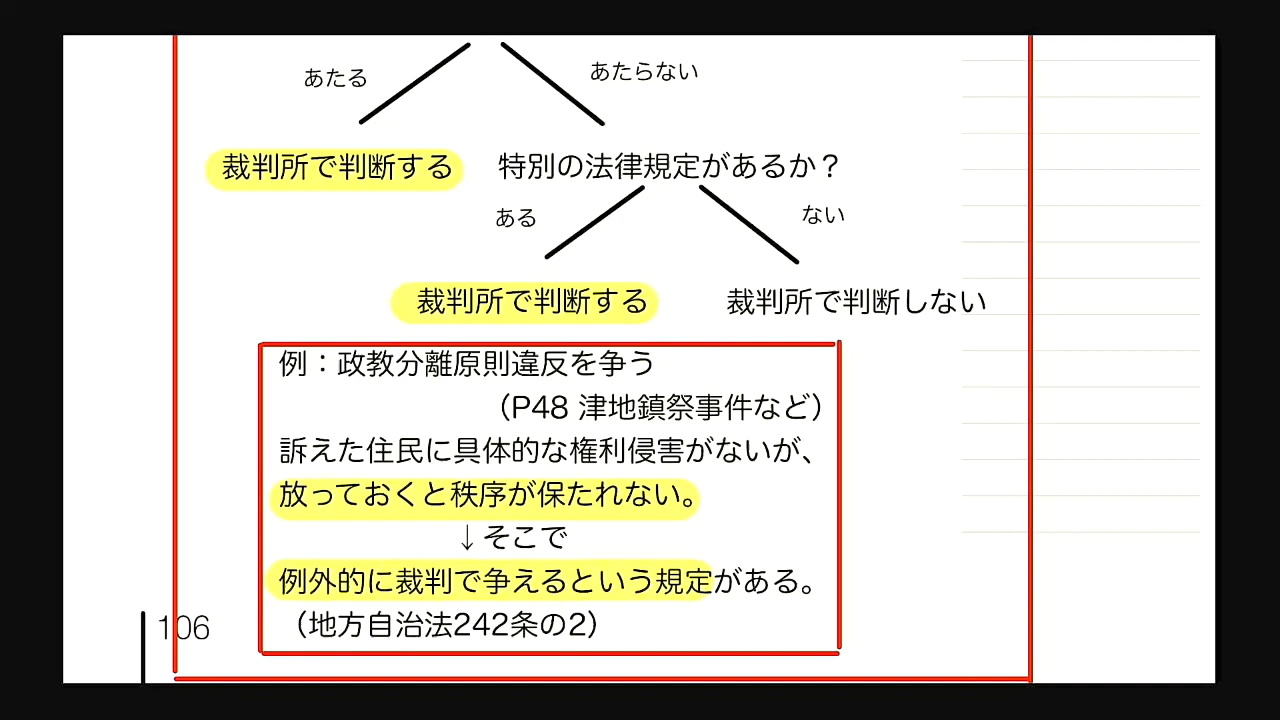 あたる
あたらない
裁判所で判断する
特別の法律規定があるか？
ある
ない
裁判所で判断する
裁判所で判断しない
例：政教分離原則違反を争う
（P48 津地鎮祭事件など）
訴えた住民に具体的な権利侵害がないが、
放っておくと秩序が保たれない。
↓そこで
例外的に裁判で争えるという規定がある。
（地方自治法242条の2）
106